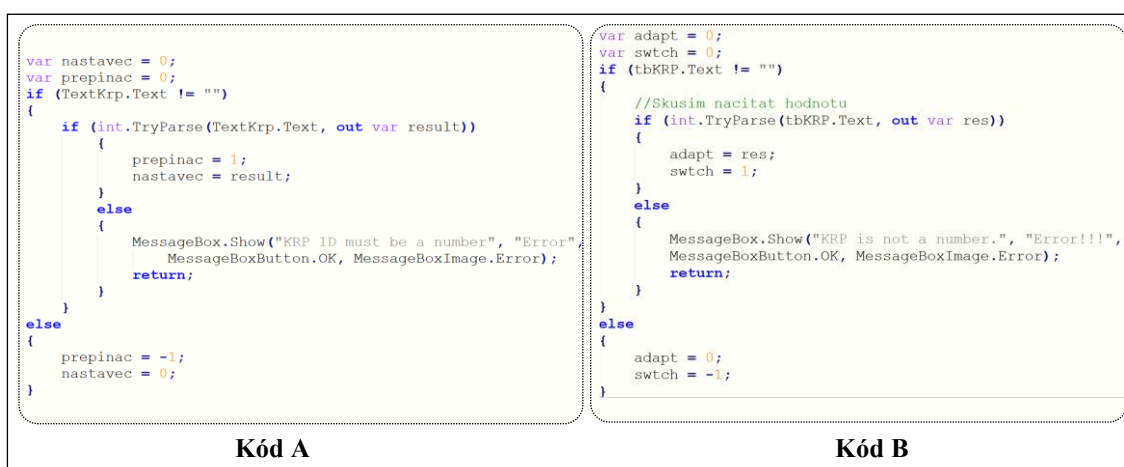 var nastavec = 0;
var prepinac = 0;
if (TextKrp.Text != "")
{
if (int.TryParse(TextKrp.Text, out var result))
{
prepinac = 1;
nastavec = result;
}
else
{
MessageBox.Show("KRP ID must be a number", "Error",
MessageBoxButton.OK, MessageBoxImage.Error);
return;
}
}
else
{
prepinac = -1;
nastavec = 0;
}
Kód A
var adapt = 0;
var swtch = 0;
if (tbKRP.Text != "")
{
//Skusim nacitat hodnotu
if (int.TryParse(tbKRP.Text, out var res))
{
adapt = res;
swtch = 1;
}
else
{
MessageBox.Show("KRP is not a number.", "Error!!!",
MessageBoxButton.OK, MessageBoxImage.Error);
return;
}
}
else
{
adapt = 0;
swtch = -1;
}
Kód B